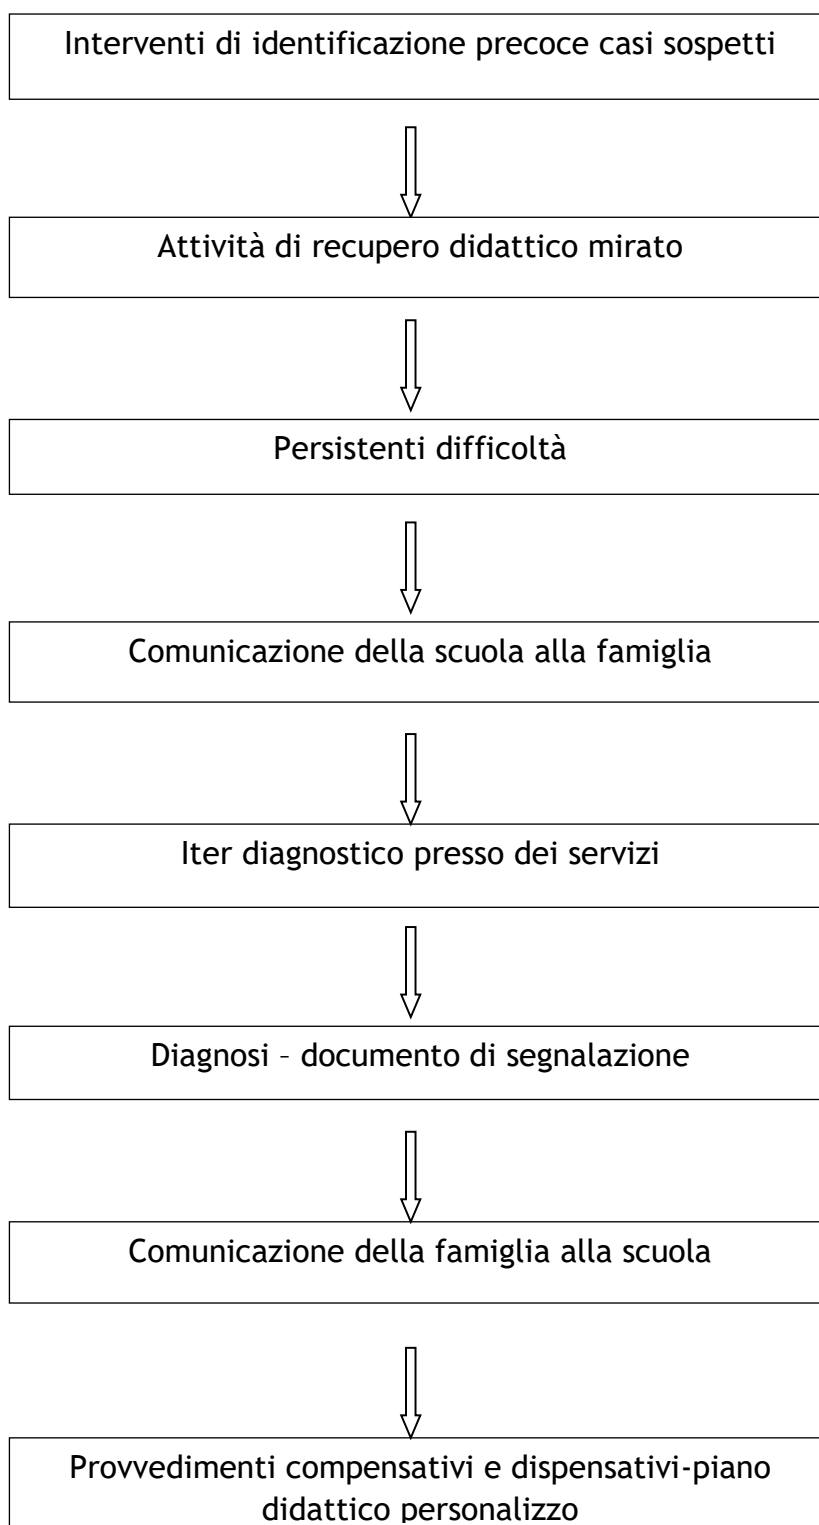 Interventi di identificazione precoce casi sospetti
Attività di recupero didattico mirato
Persistenti difficoltà
Comunicazione della scuola alla famiglia
Iter diagnostico presso dei servizi
Diagnosi – documento di segnalazione
Comunicazione della famiglia alla scuola
Provvedimenti compensativi e dispensativi-piano
didattico personalizzo